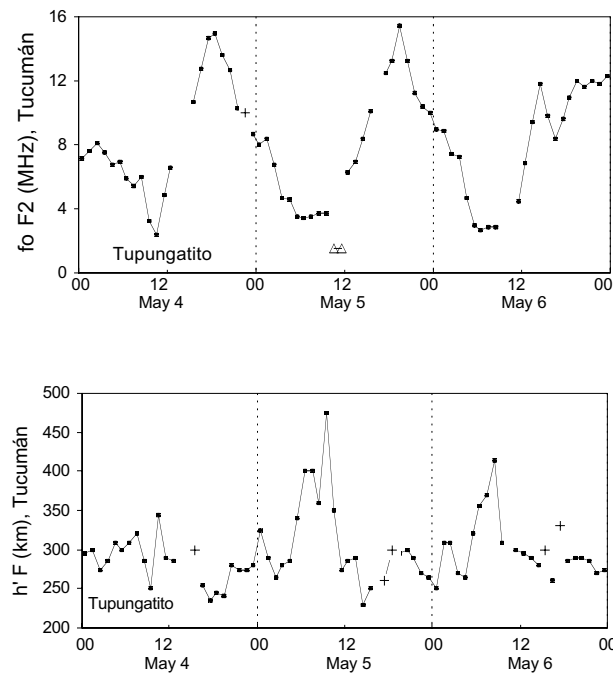 fo F2 (MHz), Tucumán
16
12
8
4
0
Tupungatito
00 12 00 12 00 12 00
May 4 May 5 May 6
h' F (km), Tucumán
500
450
400
350
300
250
200
Tupungatito
00 12 00 12 00 12 00
May 4 May 5 May 6